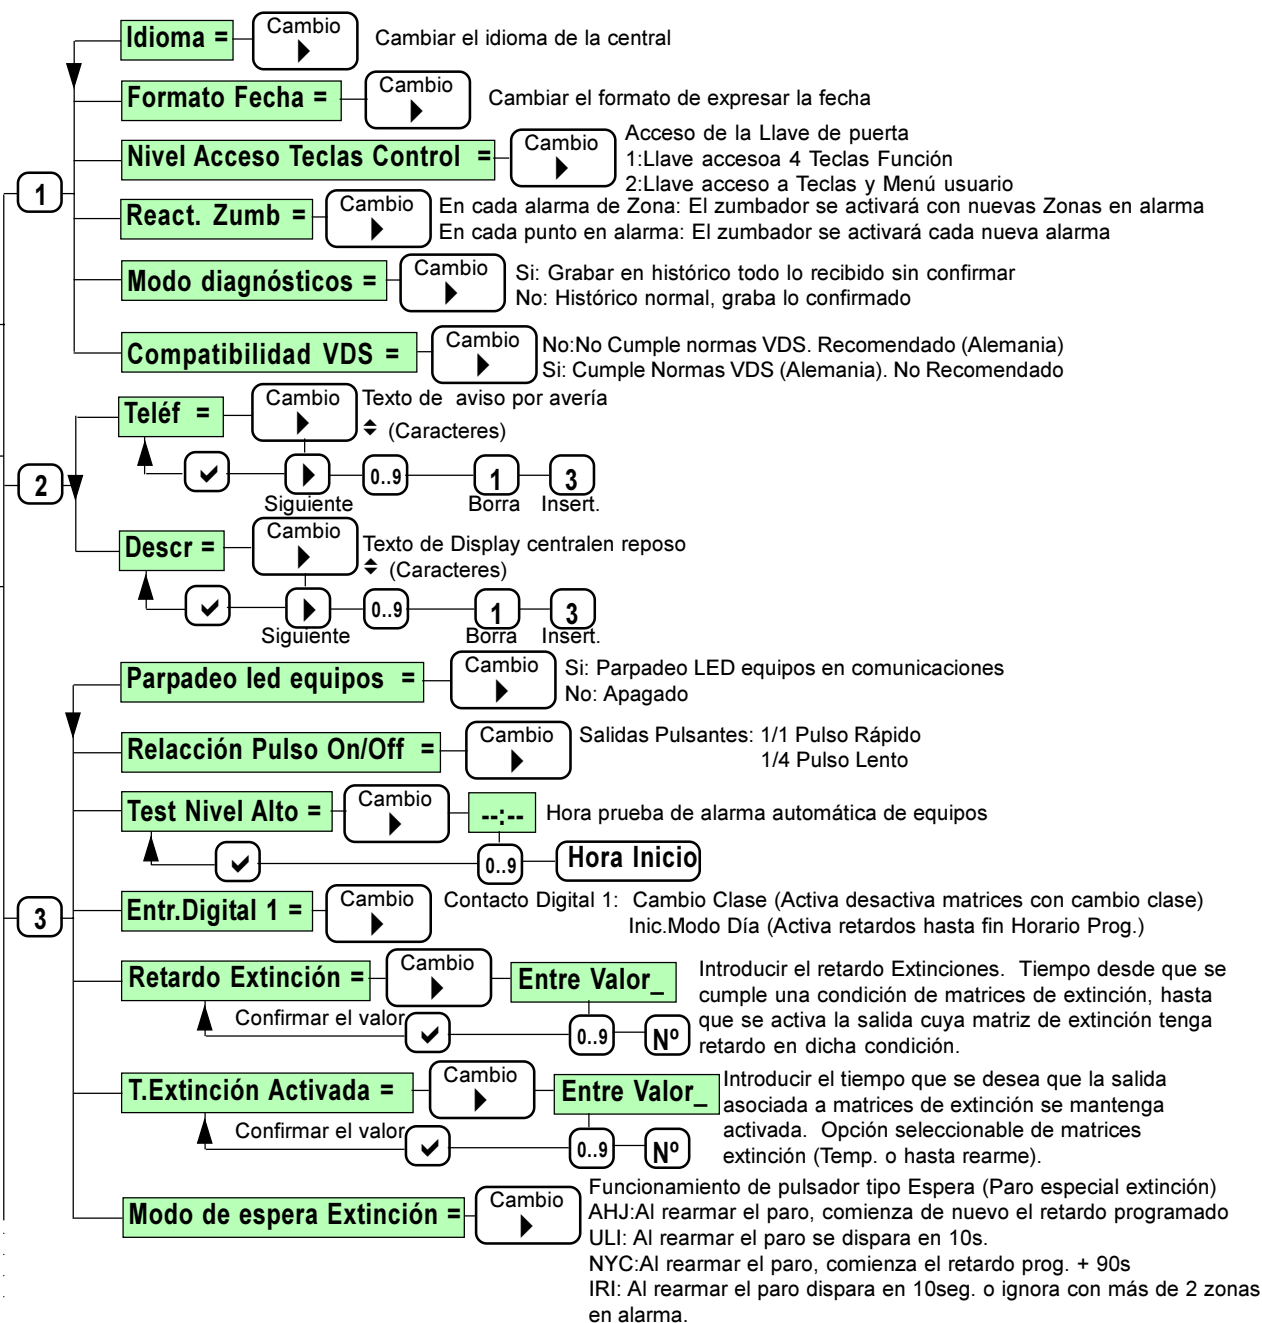 Idioma =
Cambio
Cambiar el idioma de la central
Formato Fecha =
Cambio
Cambiar el formato de expresar la fecha
Nivel Acceso Teclas Control =
Cambio
Acceso de la Llave de puerta
1:Llave accesoa 4 Teclas Función
2:Llave acceso a Teclas y Menú usuario
1
React. Zumb =
Cambio
En cada alarma de Zona: El zumbador se activará con nuevas Zonas en alarma
En cada punto en alarma: El zumbador se activará cada nueva alarma
Modo diagnósticos =
Cambio
Si: Grabar en histórico todo lo recibido sin confirmar
No: Histórico normal, graba lo confirmado
Compatibilidad VDS =
Cambio
No:No Cumple normas VDS. Recomendado (Alemania)
Si: Cumple Normas VDS (Alemania). No Recomendado
Teléf =
Cambio
Texto de aviso por avería
(Caracteres)
2
0..9
1
3
Siguiente
Borra
Insert.
Descr =
Cambio
Texto de Display centralen reposo
(Caracteres)
0..9
1
3
Siguiente
Borra
Insert.
Parpadeo led equipos =
Cambio
Si: Parpadeo LED equipos en comunicaciones
No: Apagado
Relacción Pulso On/Off =
Cambio
Salidas Pulsantes: 1/1 Pulso Rápido
1/4 Pulso Lento
Test Nivel Alto =
Cambio
--:--
Hora prueba de alarma automática de equipos
0..9
Hora Inicio
3
Entr.Digital 1 =
Cambio
Contacto Digital 1: Cambio Clase (Activa desactiva matrices con cambio clase)
Inic.Modo Día (Activa retardos hasta fin Horario Prog.)
Retardo Extinción =
Cambio
Entre Valor_
Introducir el retardo Extinciones. Tiempo desde que se
cumple una condición de matrices de extinción, hasta
que se activa la salida cuya matriz de extinción tenga
retardo en dicha condición.
Confirmar el valor
0..9
Nº
T.Extinción Activada =
Cambio
Entre Valor_
Introducir el tiempo que se desea que la salida
asociada a matrices de extinción se mantenga
activada. Opción seleccionable de matrices
extinción (Temp. o hasta rearme).
Confirmar el valor
0..9
Nº
Modo de espera Extinción =
Cambio
Funcionamiento de pulsador tipo Espera (Paro especial extinción)
AHJ:Al rearmar el paro, comienza de nuevo el retardo programado
ULI: Al rearmar el paro se dispara en 10s.
NYC:Al rearmar el paro, comienza el retardo prog. + 90s
IRI: Al rearmar el paro dispara en 10seg. o ignora con más de 2 zonas
en alarma.